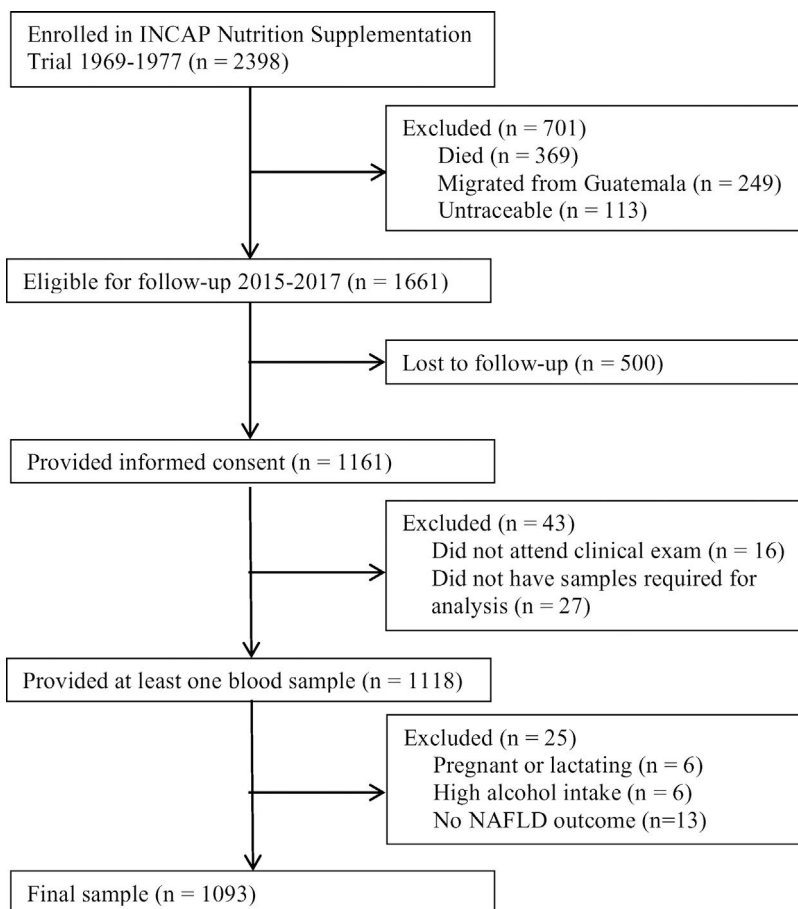 Enrolled in INCAP Nutrition Supplementation
Trial 1969-1977 (n = 2398)
Excluded (n = 701)
Died (n = 369)
Migrated from Guatemala (n = 249)
Untraceable (n = 113)
Eligible for follow-up 2015-2017 (n = 1661)
Lost to follow-up (n = 500)
Provided informed consent (n = 1161)
Excluded (n = 43)
Did not attend clinical exam (n = 16)
Did not have samples required for
analysis (n = 27)
Provided at least one blood sample (n = 1118)
Excluded (n = 25)
Pregnant or lactating (n = 6)
High alcohol intake (n = 6)
No NAFLD outcome (n=13)
Final sample (n = 1093)